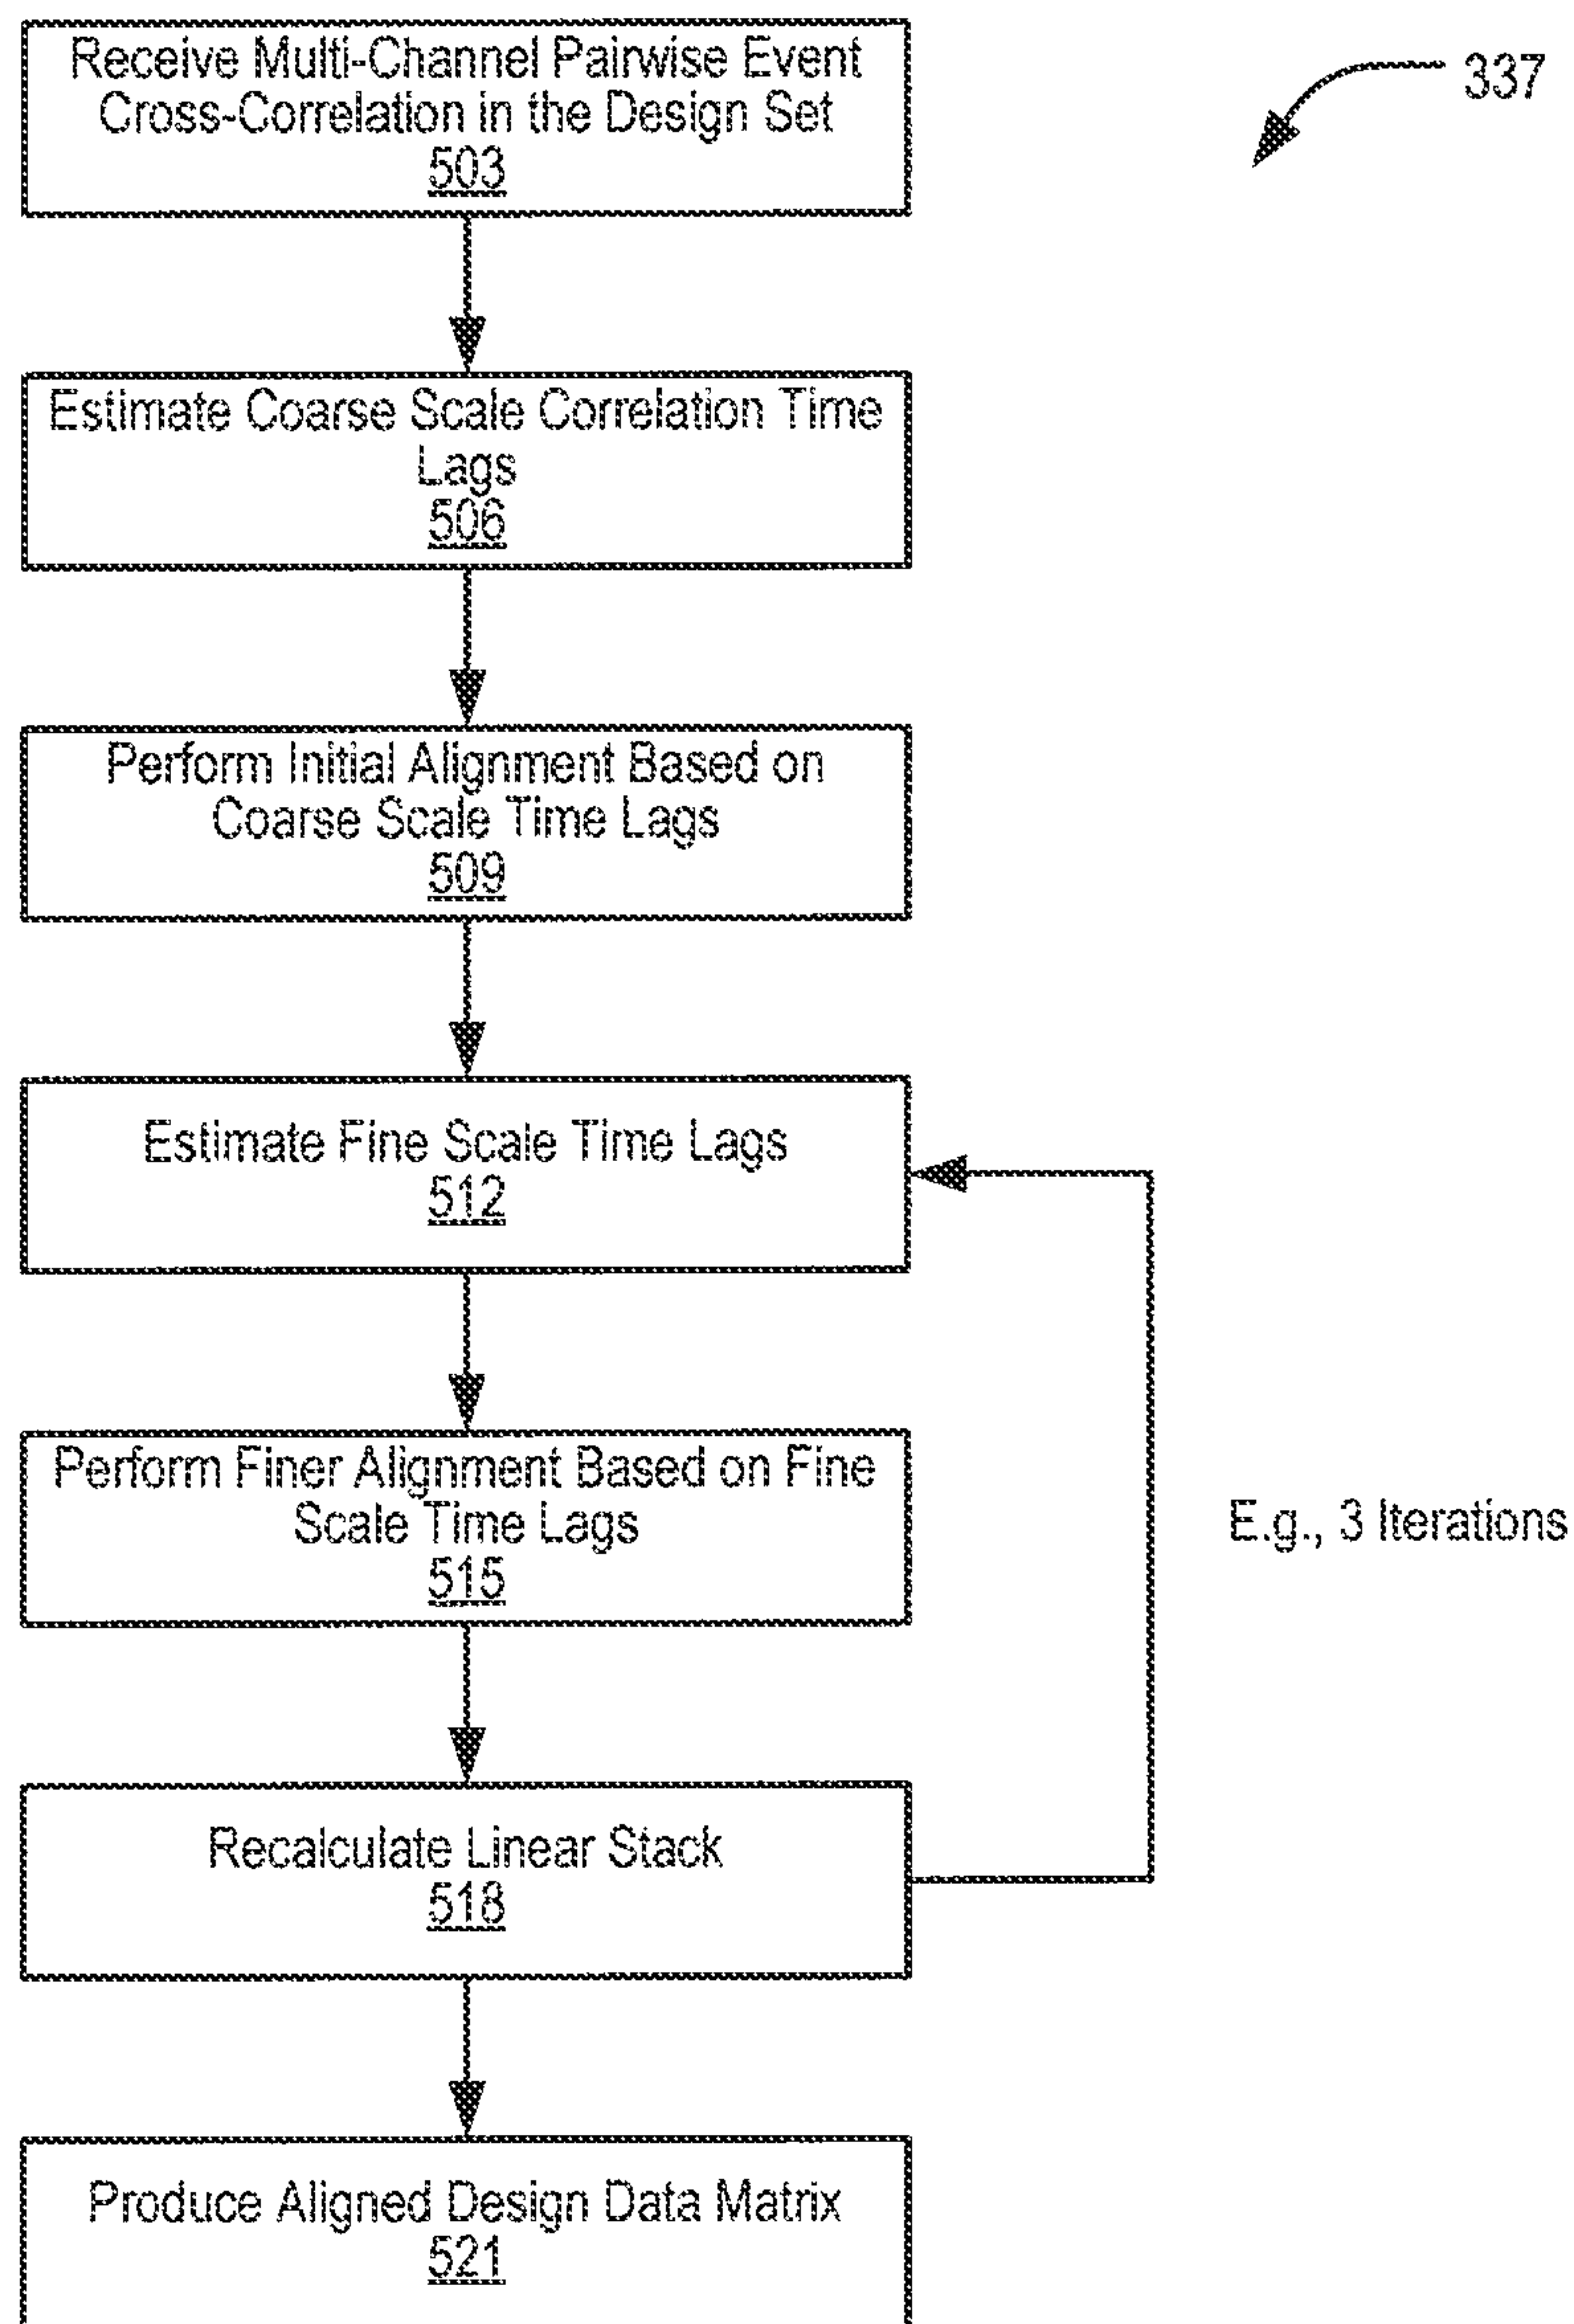 Receive Multi-Channel Pairwise Event
Cross-Correlation in the Design Set
503
337
Estimate Coarse Scale Correlation Time
Lags
506
Perform Initial Alignment Based on
Coarse Scale Time Lags
509
Estimate Fine Scale Time Lags
512
Perform Finer Alignment Based on Fine
Scale Time Lags
515
E.g., 3 Iterations
Recalculate Linear Stack
518
Produce Aligned Design Data Matrix
521